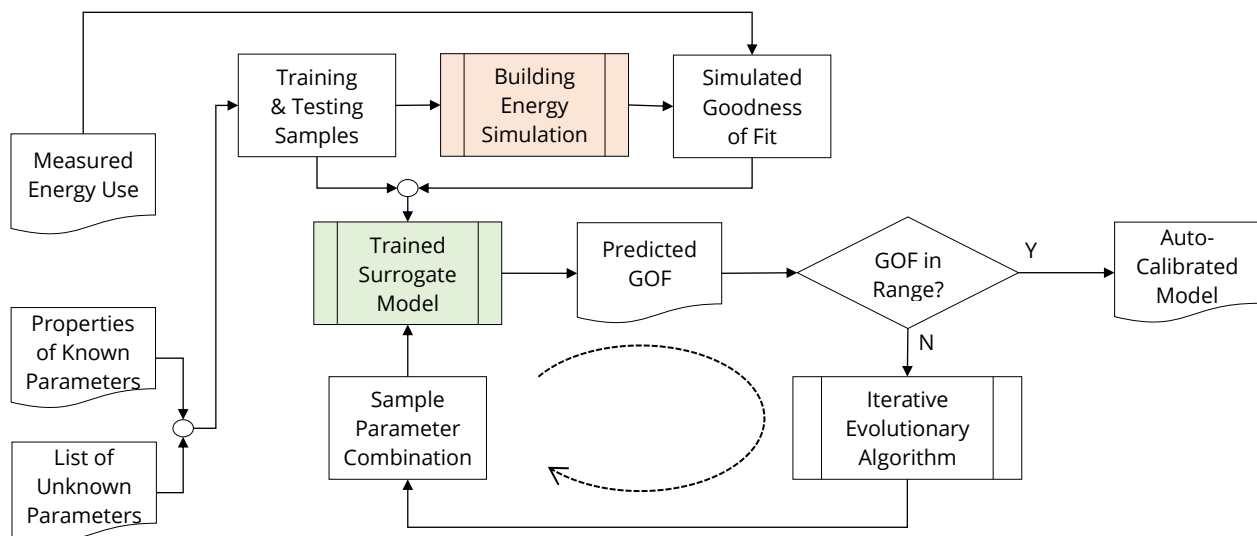 Training
& Testing
Samples
Building
Energy
Simulation
Simulated
Goodness
of Fit
Measured
Energy Use
Trained
Surrogate
Model
Predicted
GOF
GOF in
Range?
Y
Auto-
Calibrated
Model
N
Properties
of Known
Parameters
Sample
Parameter
Combination
Iterative
Evolutionary
Algorithm
List of
Unknown
Parameters